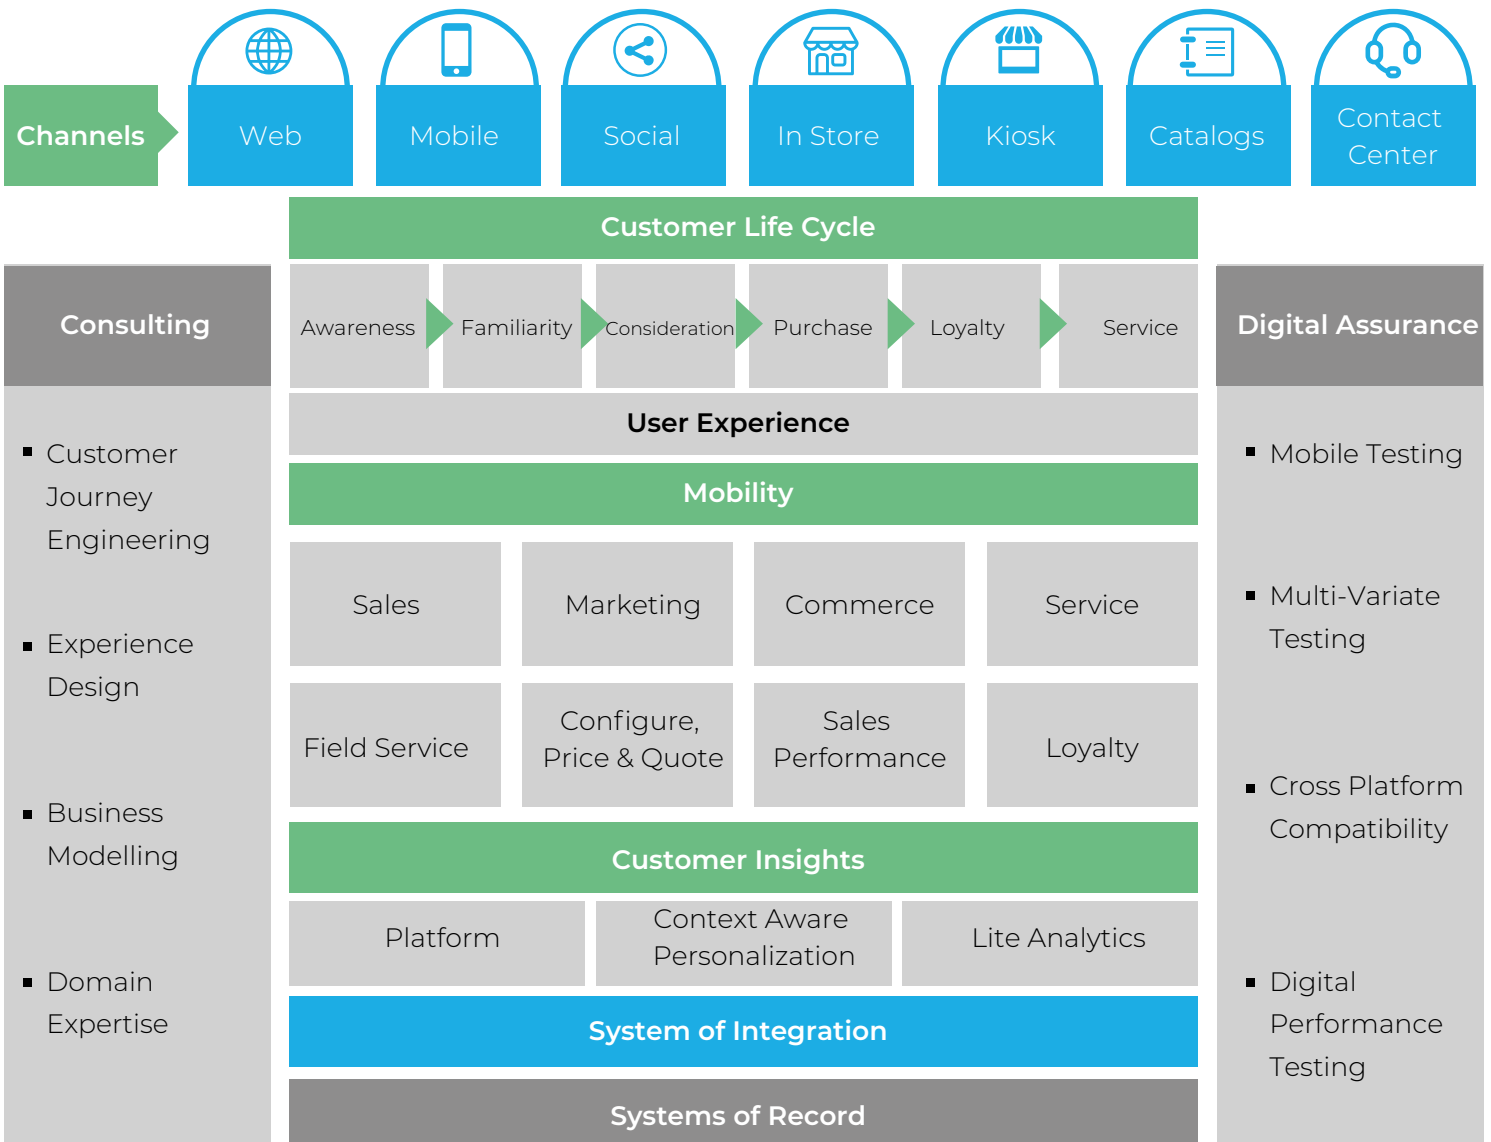 Channels
Web
Mobile
Social
In Store
Kiosk
Catalogs
Contact
Center
Customer Life Cycle
Awareness
Familiarity
Consideration
Purchase
Loyalty
Service
User Experience
Mobility
Sales
Marketing
Commerce
Service
Field Service
Configure,
Price & Quote
Sales
Performance
Loyalty
Customer Insights
Platform
Context Aware
Personalization
Lite Analytics
System of Integration
Systems of Record
Consulting
Customer
Journey
Engineering
Experience
Design
Business
Modelling
Domain
Expertise
Digital Assurance
Mobile Testing
Multi-Variate
Testing
Cross Platform
Compatibility
Digital
Performance
Testing